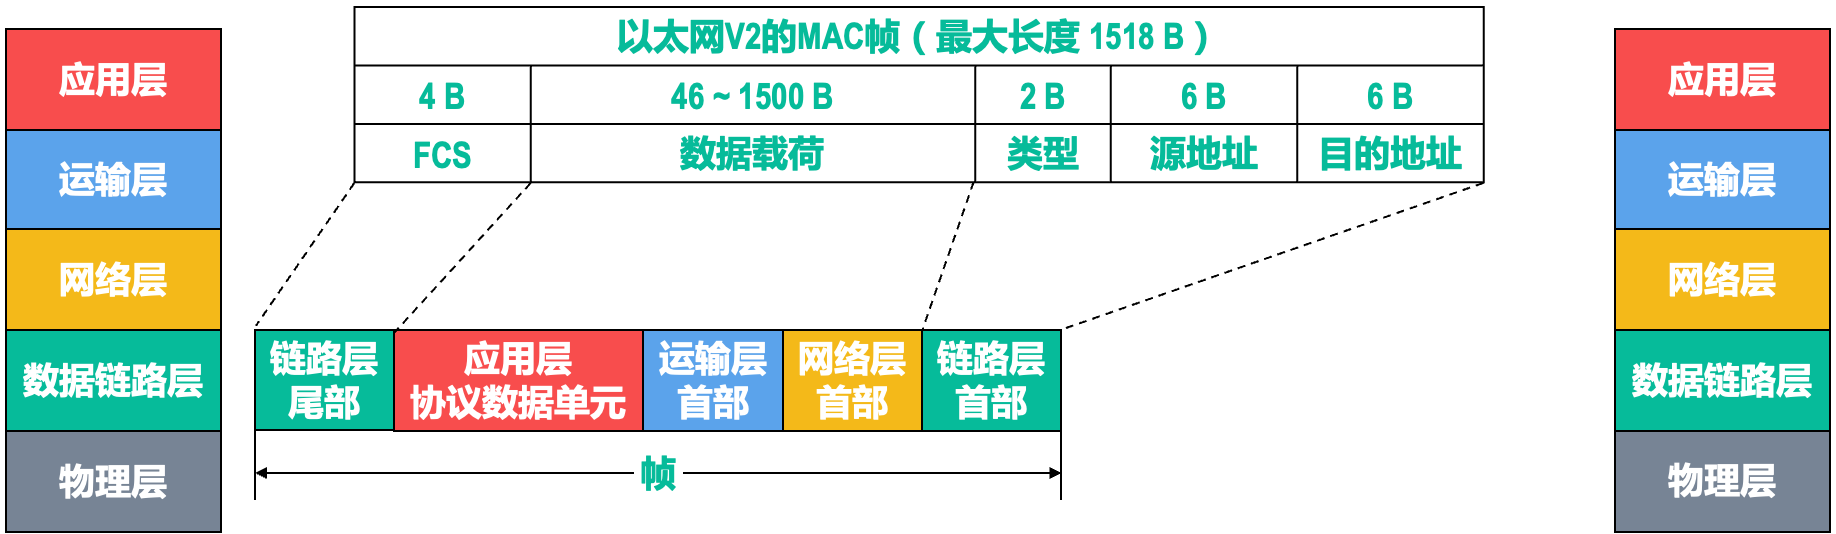 应用层
运输层
网络层
数据链路层
物理层
以太网V2的MAC帧（最大长度 1518 B）
4 B
46 ~ 1500 B
2 B
6 B
6 B
FCS
数据载荷
类型
源地址
目的地址
链路层
尾部
应用层
协议数据单元
运输层
首部
网络层
首部
链路层
首部
帧
应用层
运输层
网络层
数据链路层
物理层